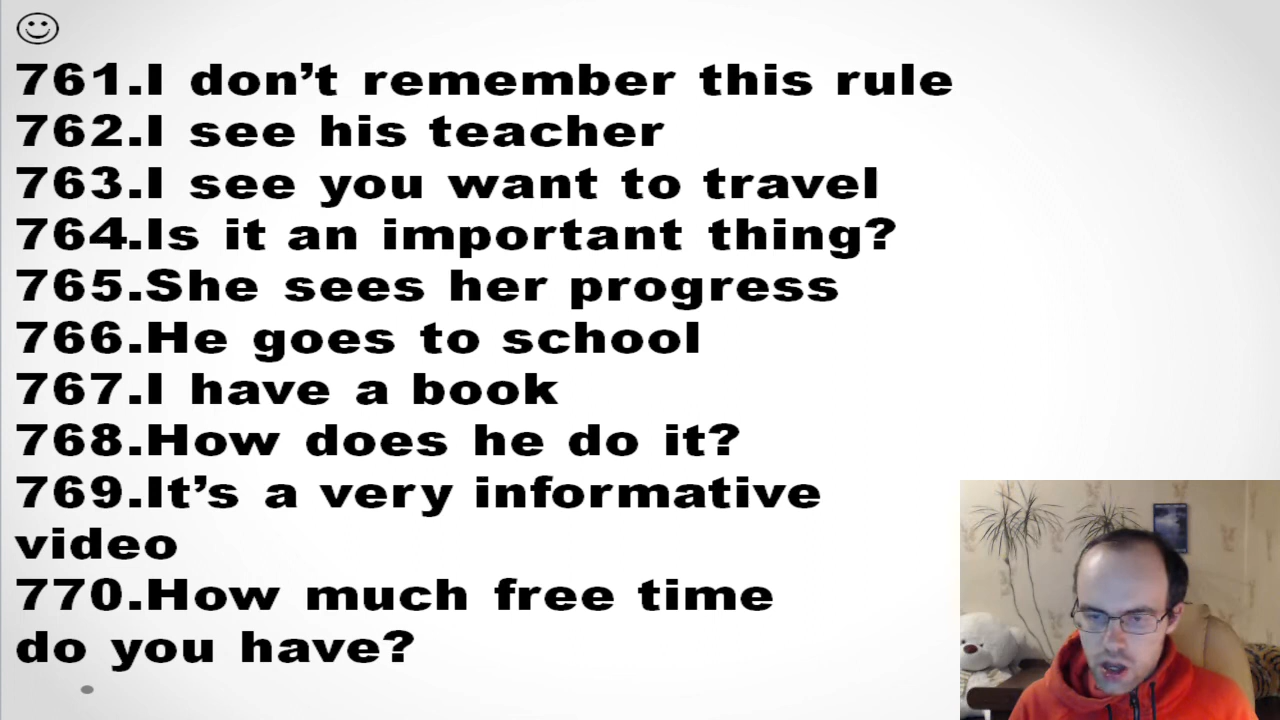 761.I don’t remember this rule
762.I see his teacher
763.I see you want to travel
764.Is it an important thing?
765.She sees her progress
766.He goes to school
767.I have a book
768.How does he do it?
769.It’s a very informative
video
770.How much free time
do you have?